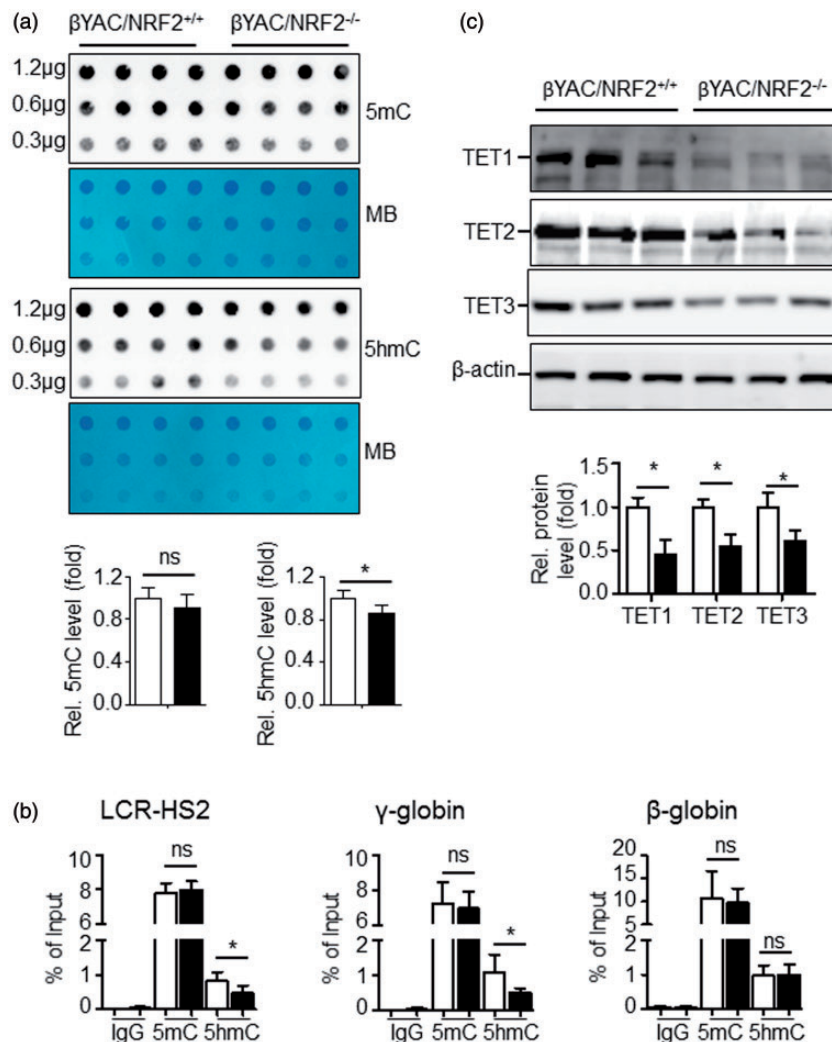 (a)
βYAC/NRF2+/+ βYAC/NRF2-/-
1.2μg
0.6μg
0.3μg
5mC
MB
1.2μg
0.6μg
0.3μg
5hmC
MB
Rel. 5mC level (fold)
1.2
0.8
0.4
0.0
ns
Rel. 5hmC level (fold)
1.2
0.8
0.4
0.0
*
(c)
βYAC/NRF2+/+ βYAC/NRF2-/-
TET1
TET2
TET3
β-actin
Rel. protein
level (fold)
1.5
1.0
0.5
0.0
* * *
TET1 TET2 TET3
(b)
LCR-HS2
% of Input
10
8
6
2
1
0
ns
*
IgG 5mC 5hmC
γ-globin
% of Input
10
8
6
2
1
0
ns
*
IgG 5mC 5hmC
β-globin
% of Input
20
15
10
5
2
1
0
ns
ns
IgG 5mC 5hmC